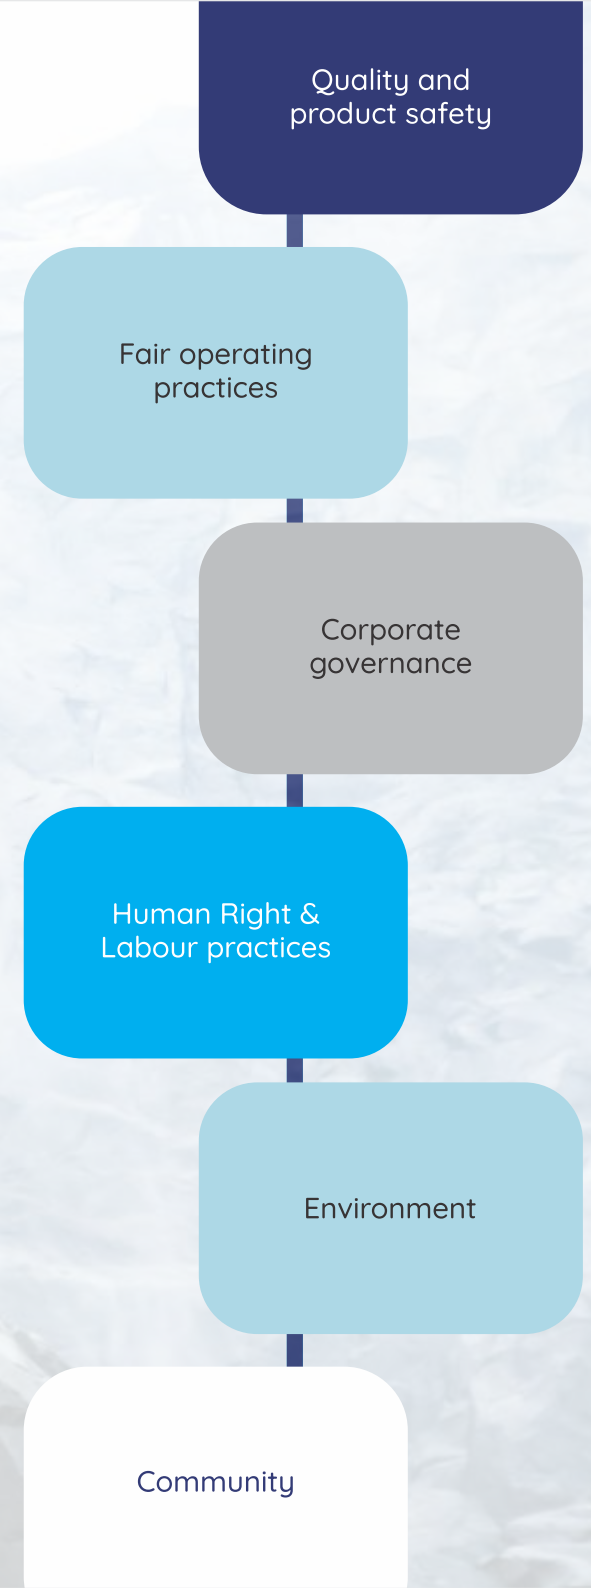 Quality and
product safety
Fair operating
practices
Corporate
governance
Human Right &
Labour practices
Environment
Community